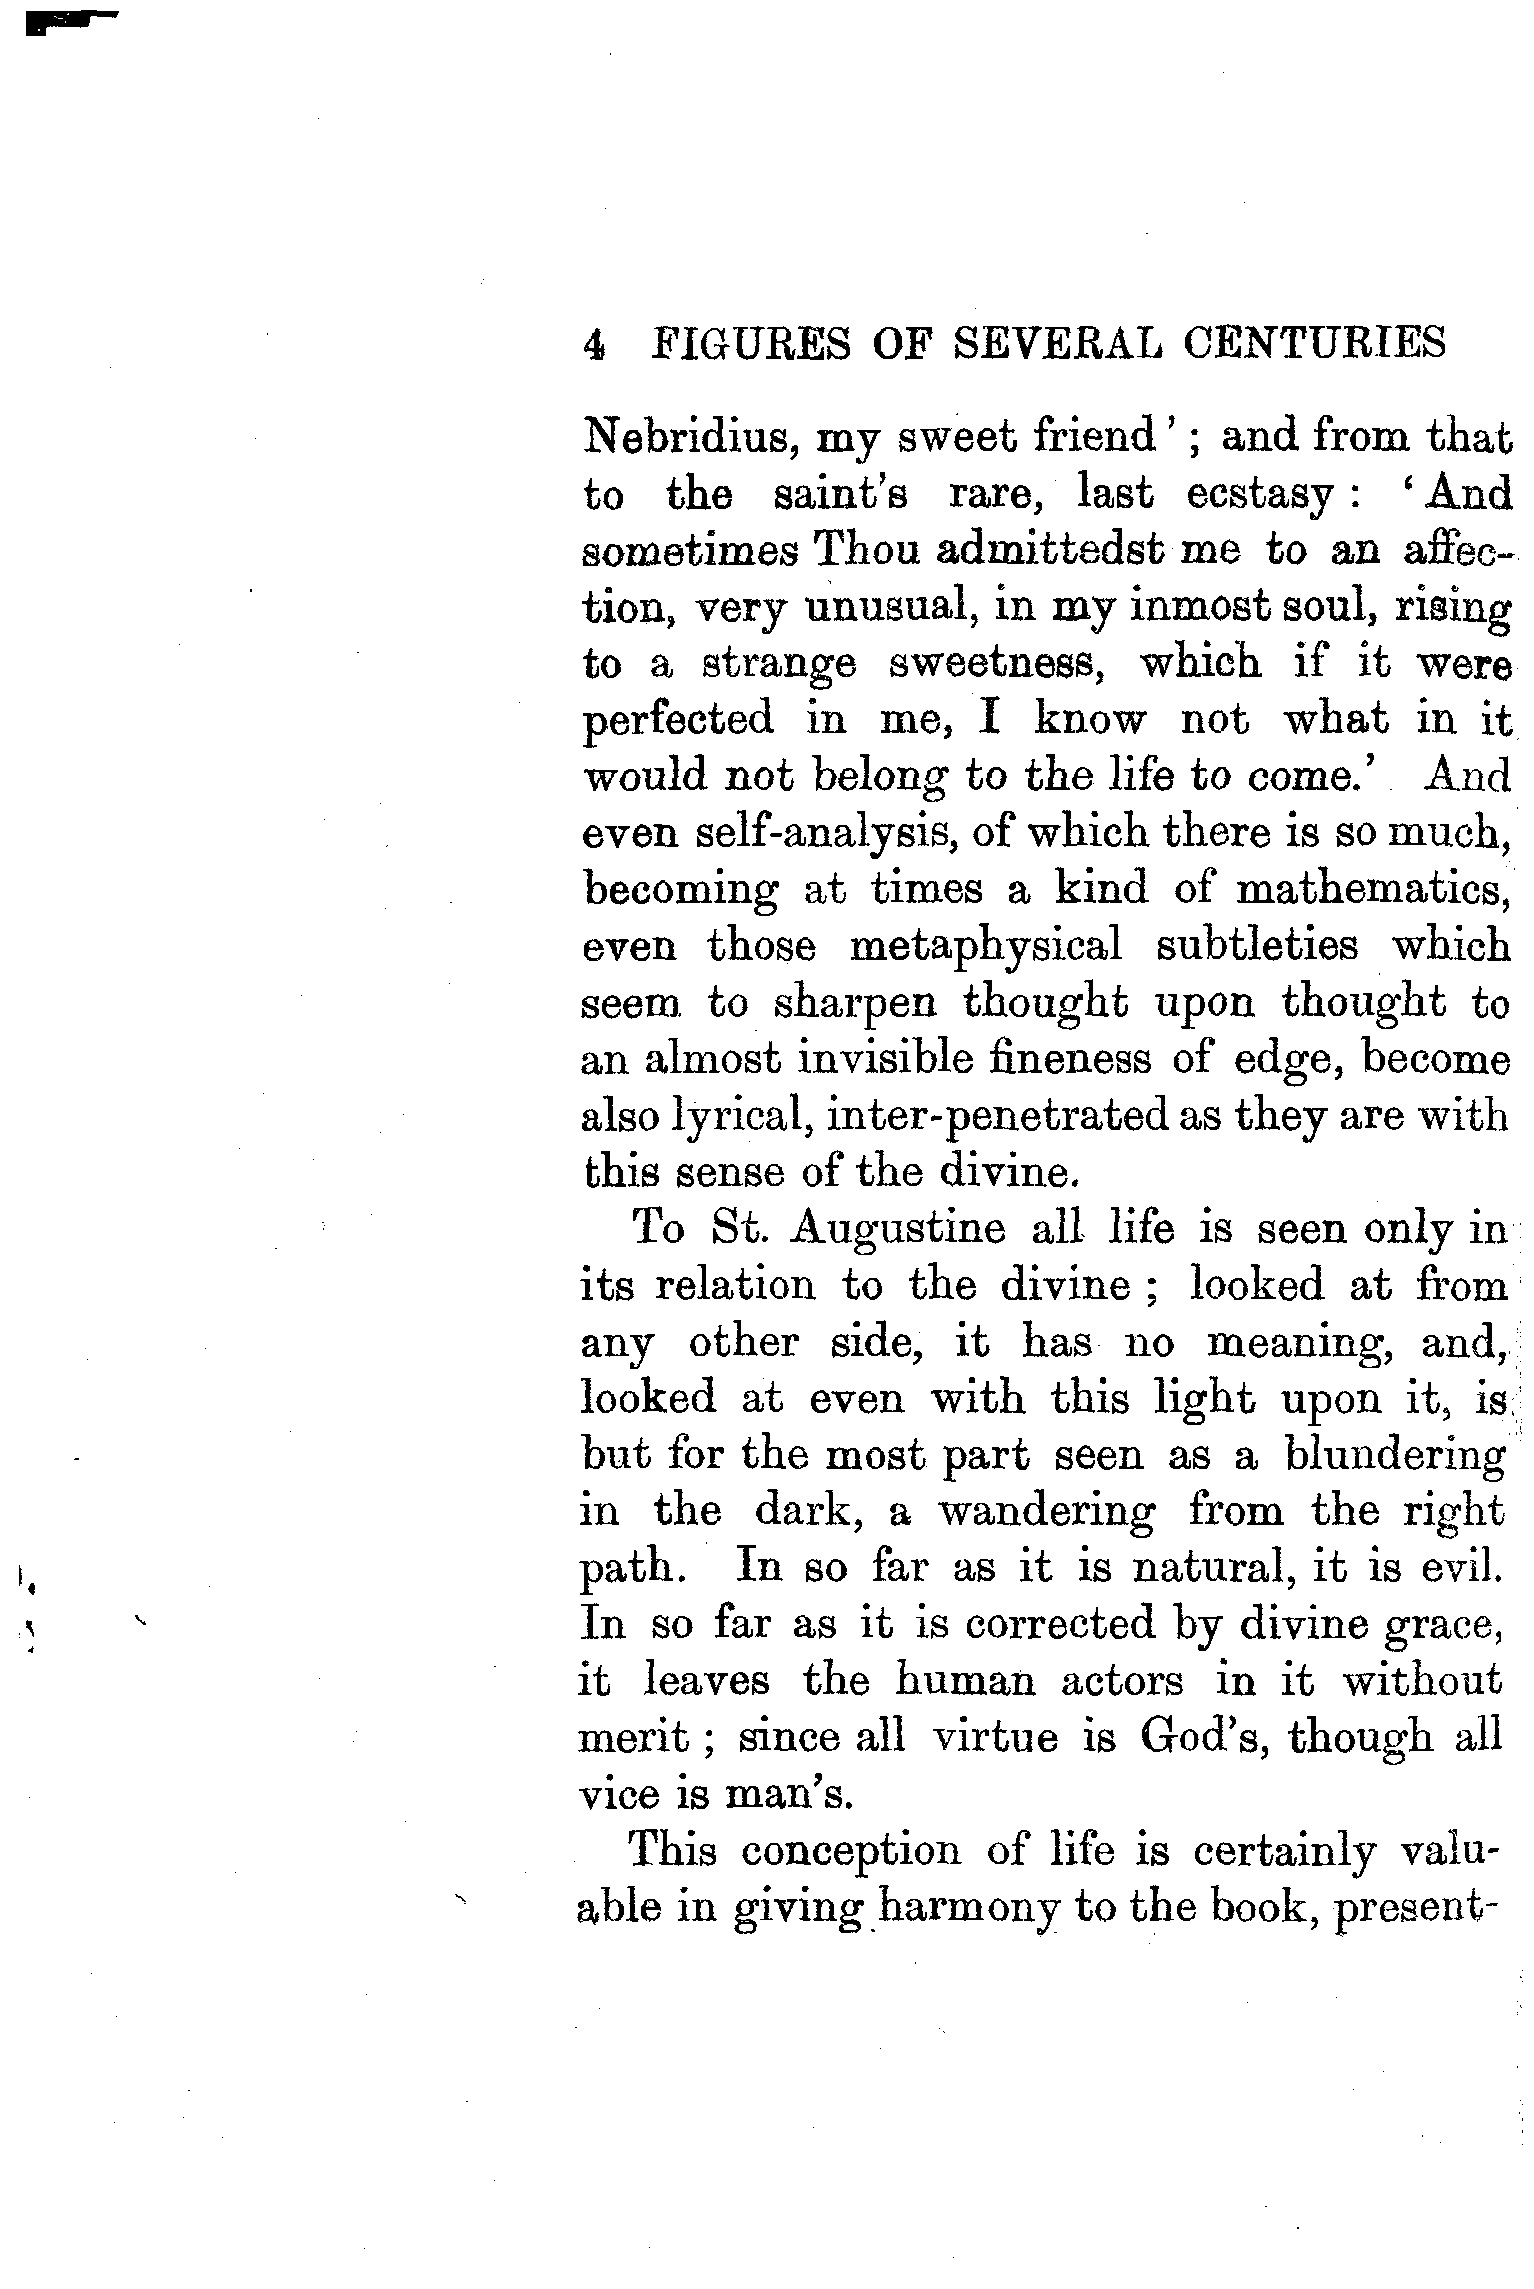 4 FIGURES OF SEVERAL CENTURIES
Nebridius, my sweet friend’ ; and from that
to the saint’s rare, last ecstasy : ‘And
sometimes Thou admittedst me to an affec-
tion, very unusual, in my inmost soul, rising
to a strange sweetness, which if it were
perfected in me, I know not what in it
would not belong to the life to come.’ And
even self-analysis, of which there is so much,
becoming at times a kind of mathematics,
even those metaphysical subtleties which
seem to sharpen thought upon thought to
an almost invisible fineness of edge, become
also lyrical, inter-penetrated as they are with
this sense of the divine.
To St. Augustine all life is seen only in
its relation to the divine ; looked at from
any other side, it has no meaning, and,
looked at even with this light upon it, is
but for the most part seen as a blundering
in the dark, a wandering from the right
path. In so far as it is natural, it is evil.
In so far as it is corrected by divine grace,
it leaves the human actors in it without
merit ; since all virtue is God’s, though all
vice is man’s.
This conception of life is certainly valu-
able in giving harmony to the book, present-